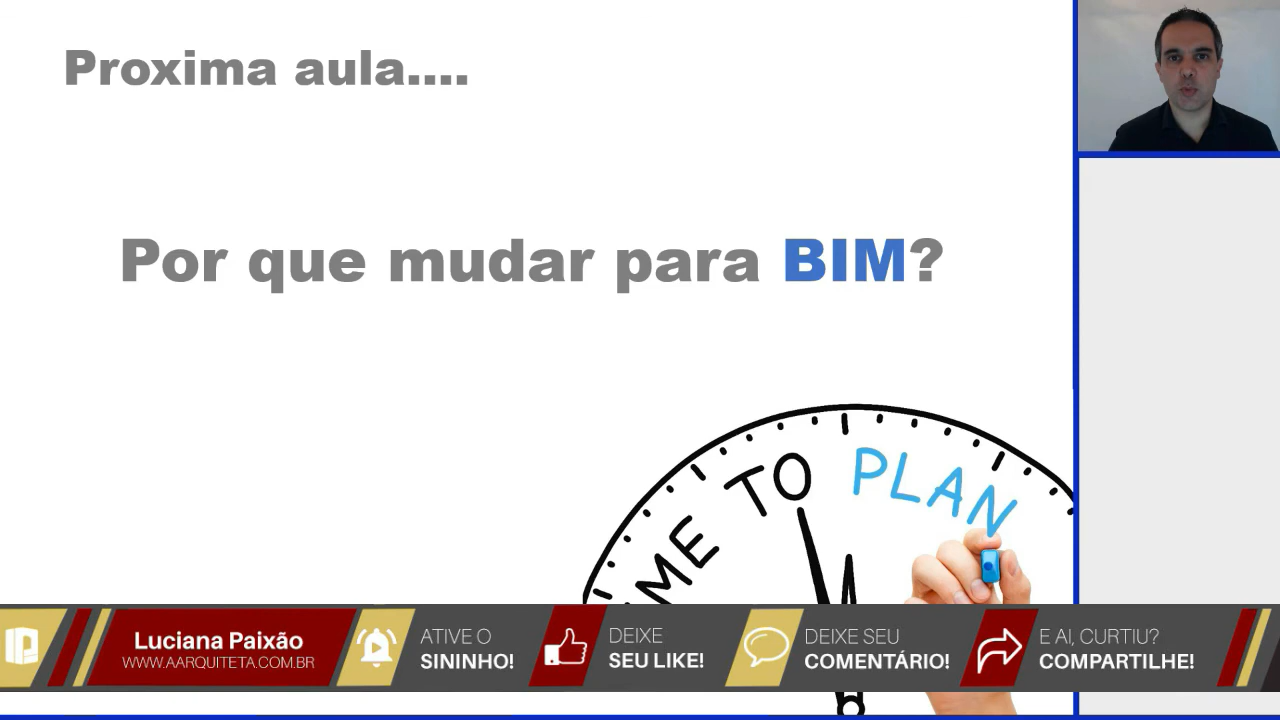 Proxima aula....
Por que mudar para BIM?
TO PLAN
Luciana Paixão
WWW.AARQUITETA.COM.BR
ATIVE O
SININHO!
DEIXE
SEU LIKE!
DEIXE SEU
COMENTÁRIO!
E AI, CURTIU?
COMPARTILHE!